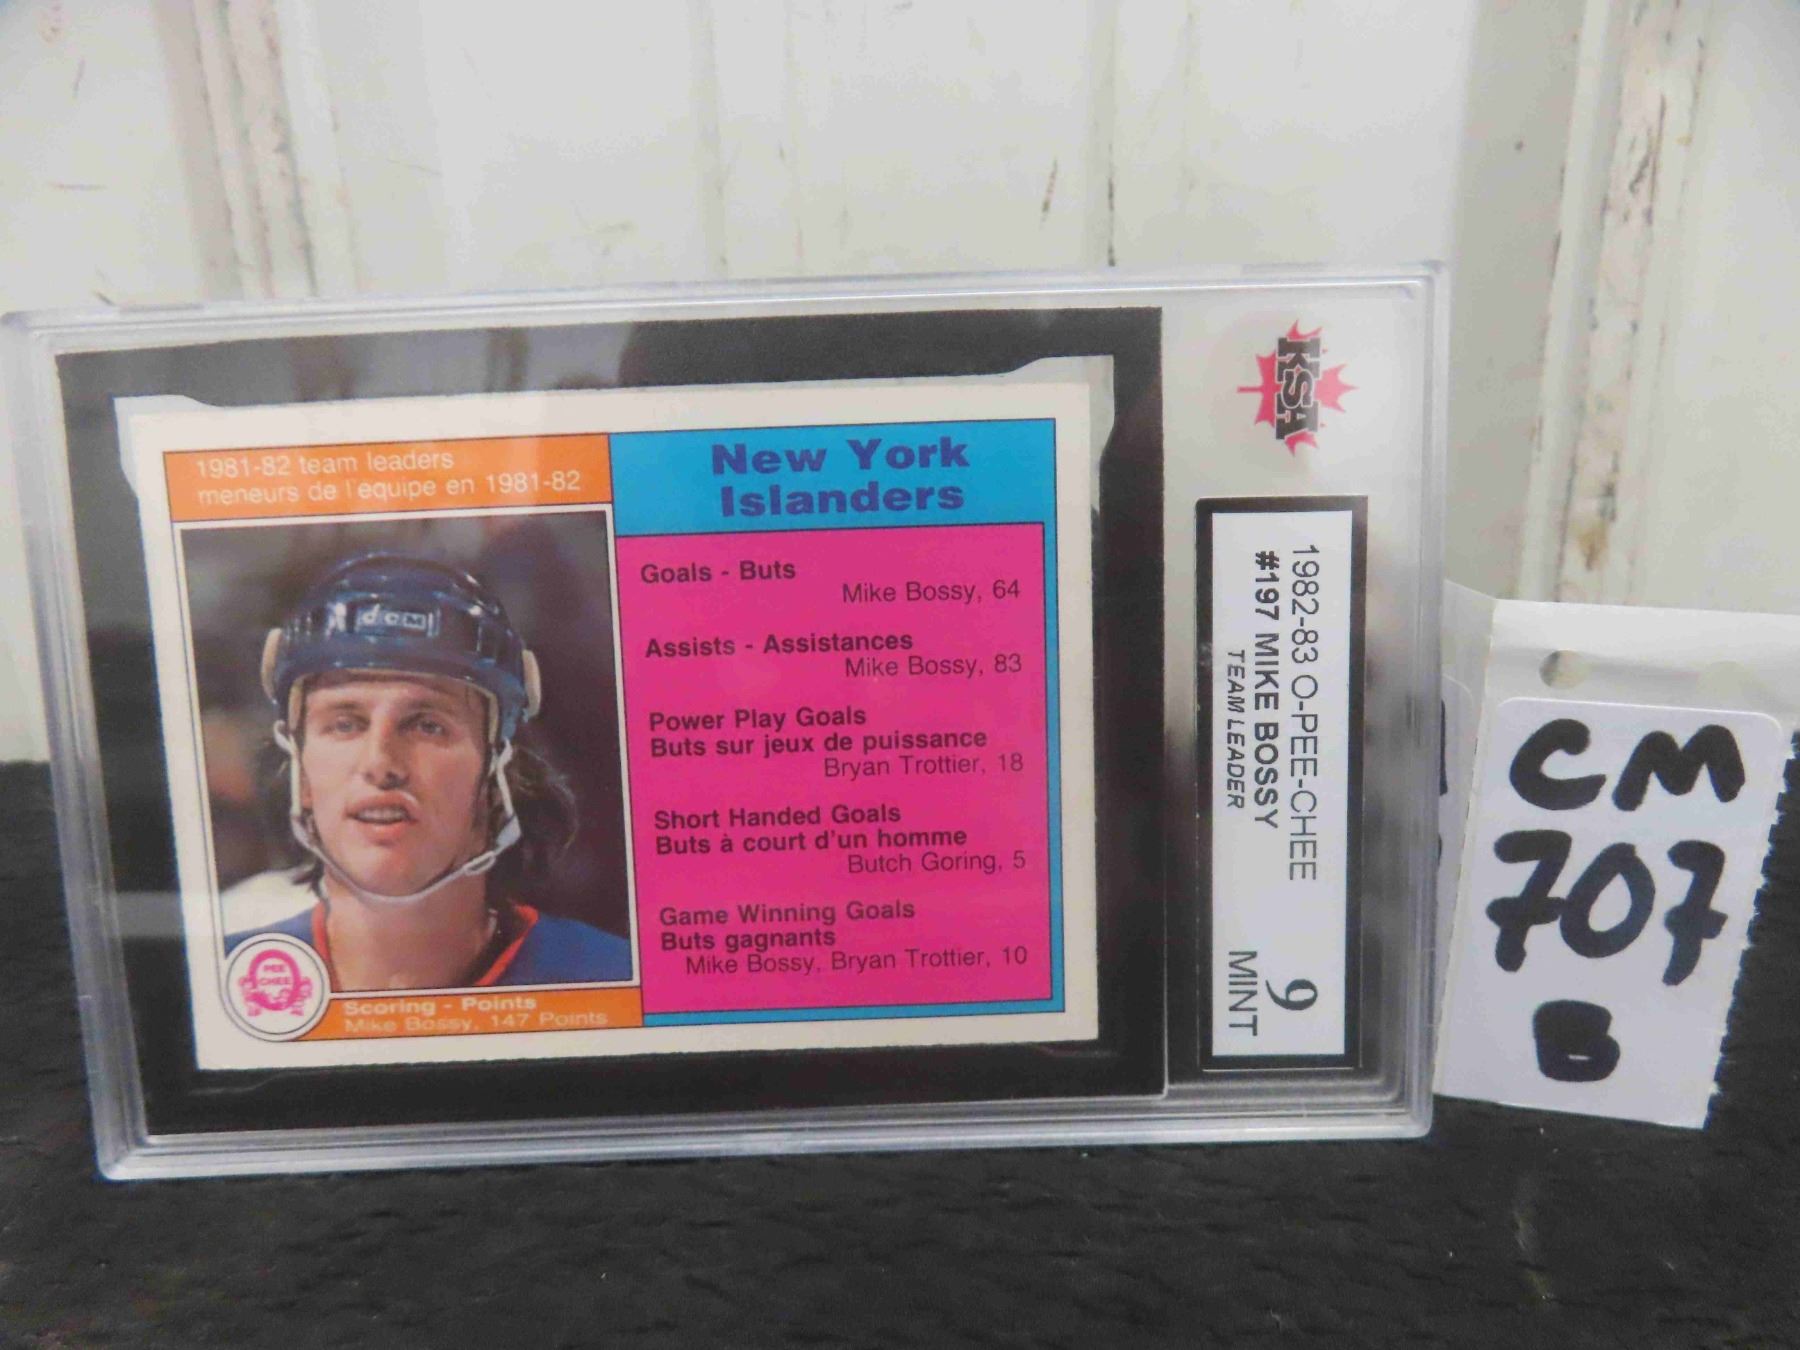 1981-82 team leaders
meneurs de l'equipe en 1981-82
New York
Islanders
Goals - Buts
Mike Bossy, 64
Assists - Assistances
Mike Bossy, 83
Power Play Goals
Buts sur jeux de puissance
Bryan Trottier, 18
Short Handed Goals
Buts à court d'un homme
Butch Goring, 5
Game Winning Goals
Buts gagnants
Mike Bossy, Bryan Trottier, 10
Scoring - Points
Mike Bossy, 147 Points
PEE
CHEE
KSA
1982-83 O-PEE-CHEE
#197 MIKE BOSSY
TEAM LEADER
9
MINT
CM
707
B